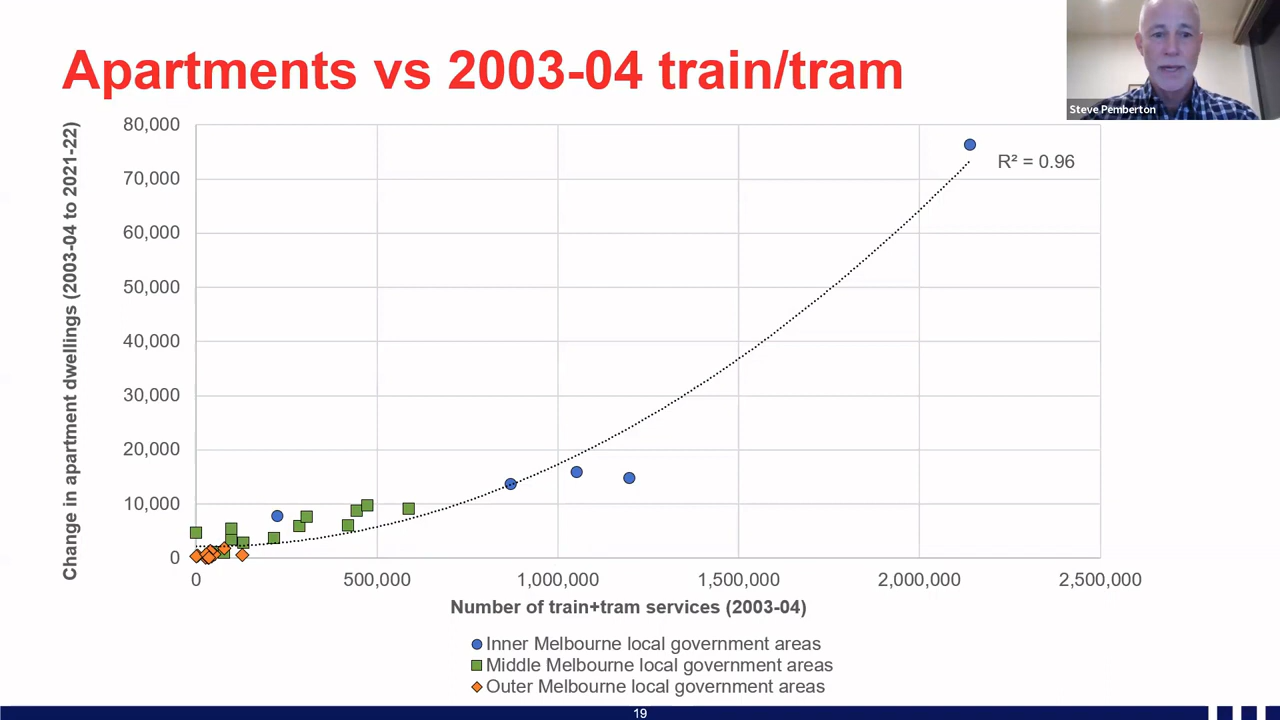 Apartments vs 2003-04 train/tram
Steve Pemberton
Change in apartment dwellings (2003-04 to 2021-22)
80,000
70,000
60,000
50,000
40,000
30,000
20,000
10,000
0
R² = 0.96
0 500,000 1,000,000 1,500,000 2,000,000 2,500,000
Number of train+tram services (2003-04)
Inner Melbourne local government areas
Middle Melbourne local government areas
Outer Melbourne local government areas
19